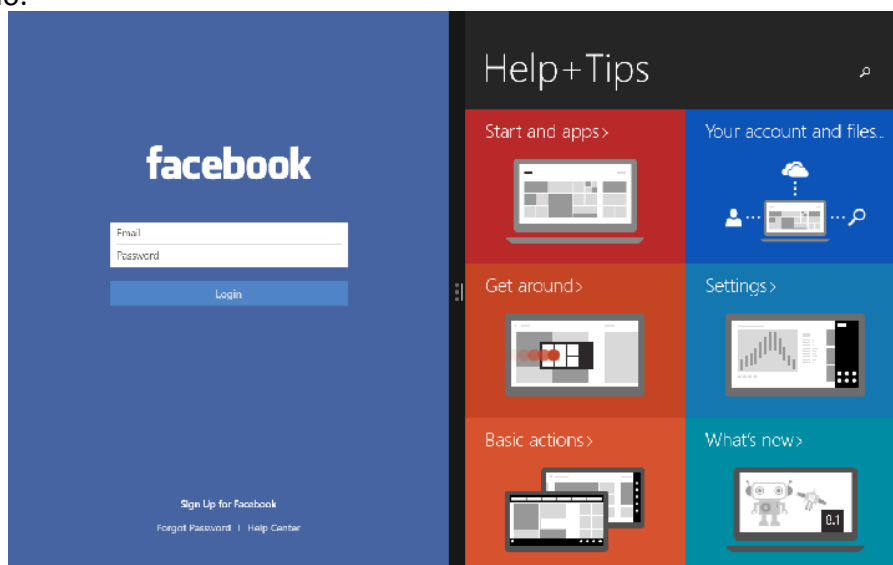 facebook
Email
Password
Login
Sign Up for Facebook
Forgot Password | Help Center
Help+Tips
Start and apps>
Your account and files..
Get around>
Settings>
Basic actions>
What's new>
8.1